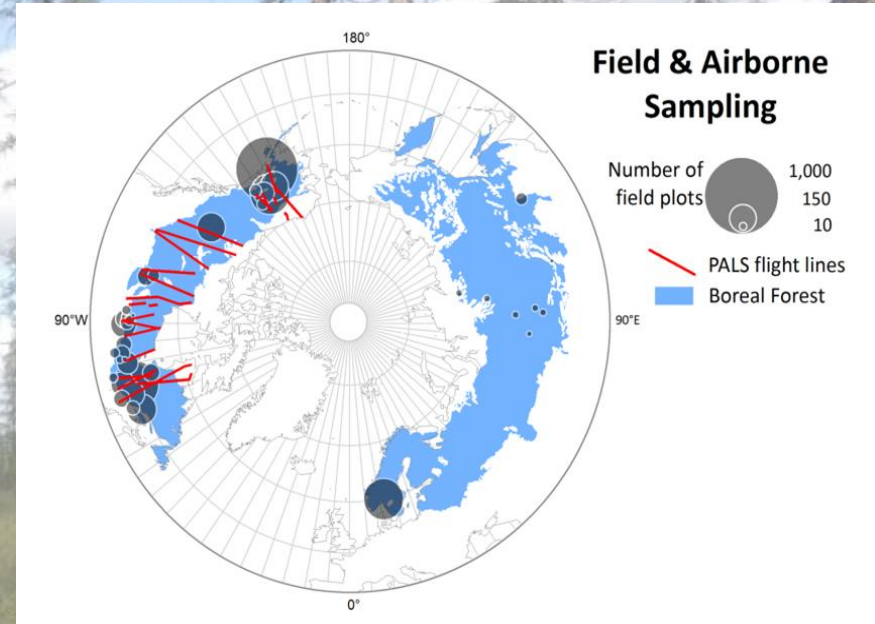 180°
Field & Airborne
Sampling
Number of
field plots
1,000
150
10
PALS flight lines
Boreal Forest
90°W
90°E
0°